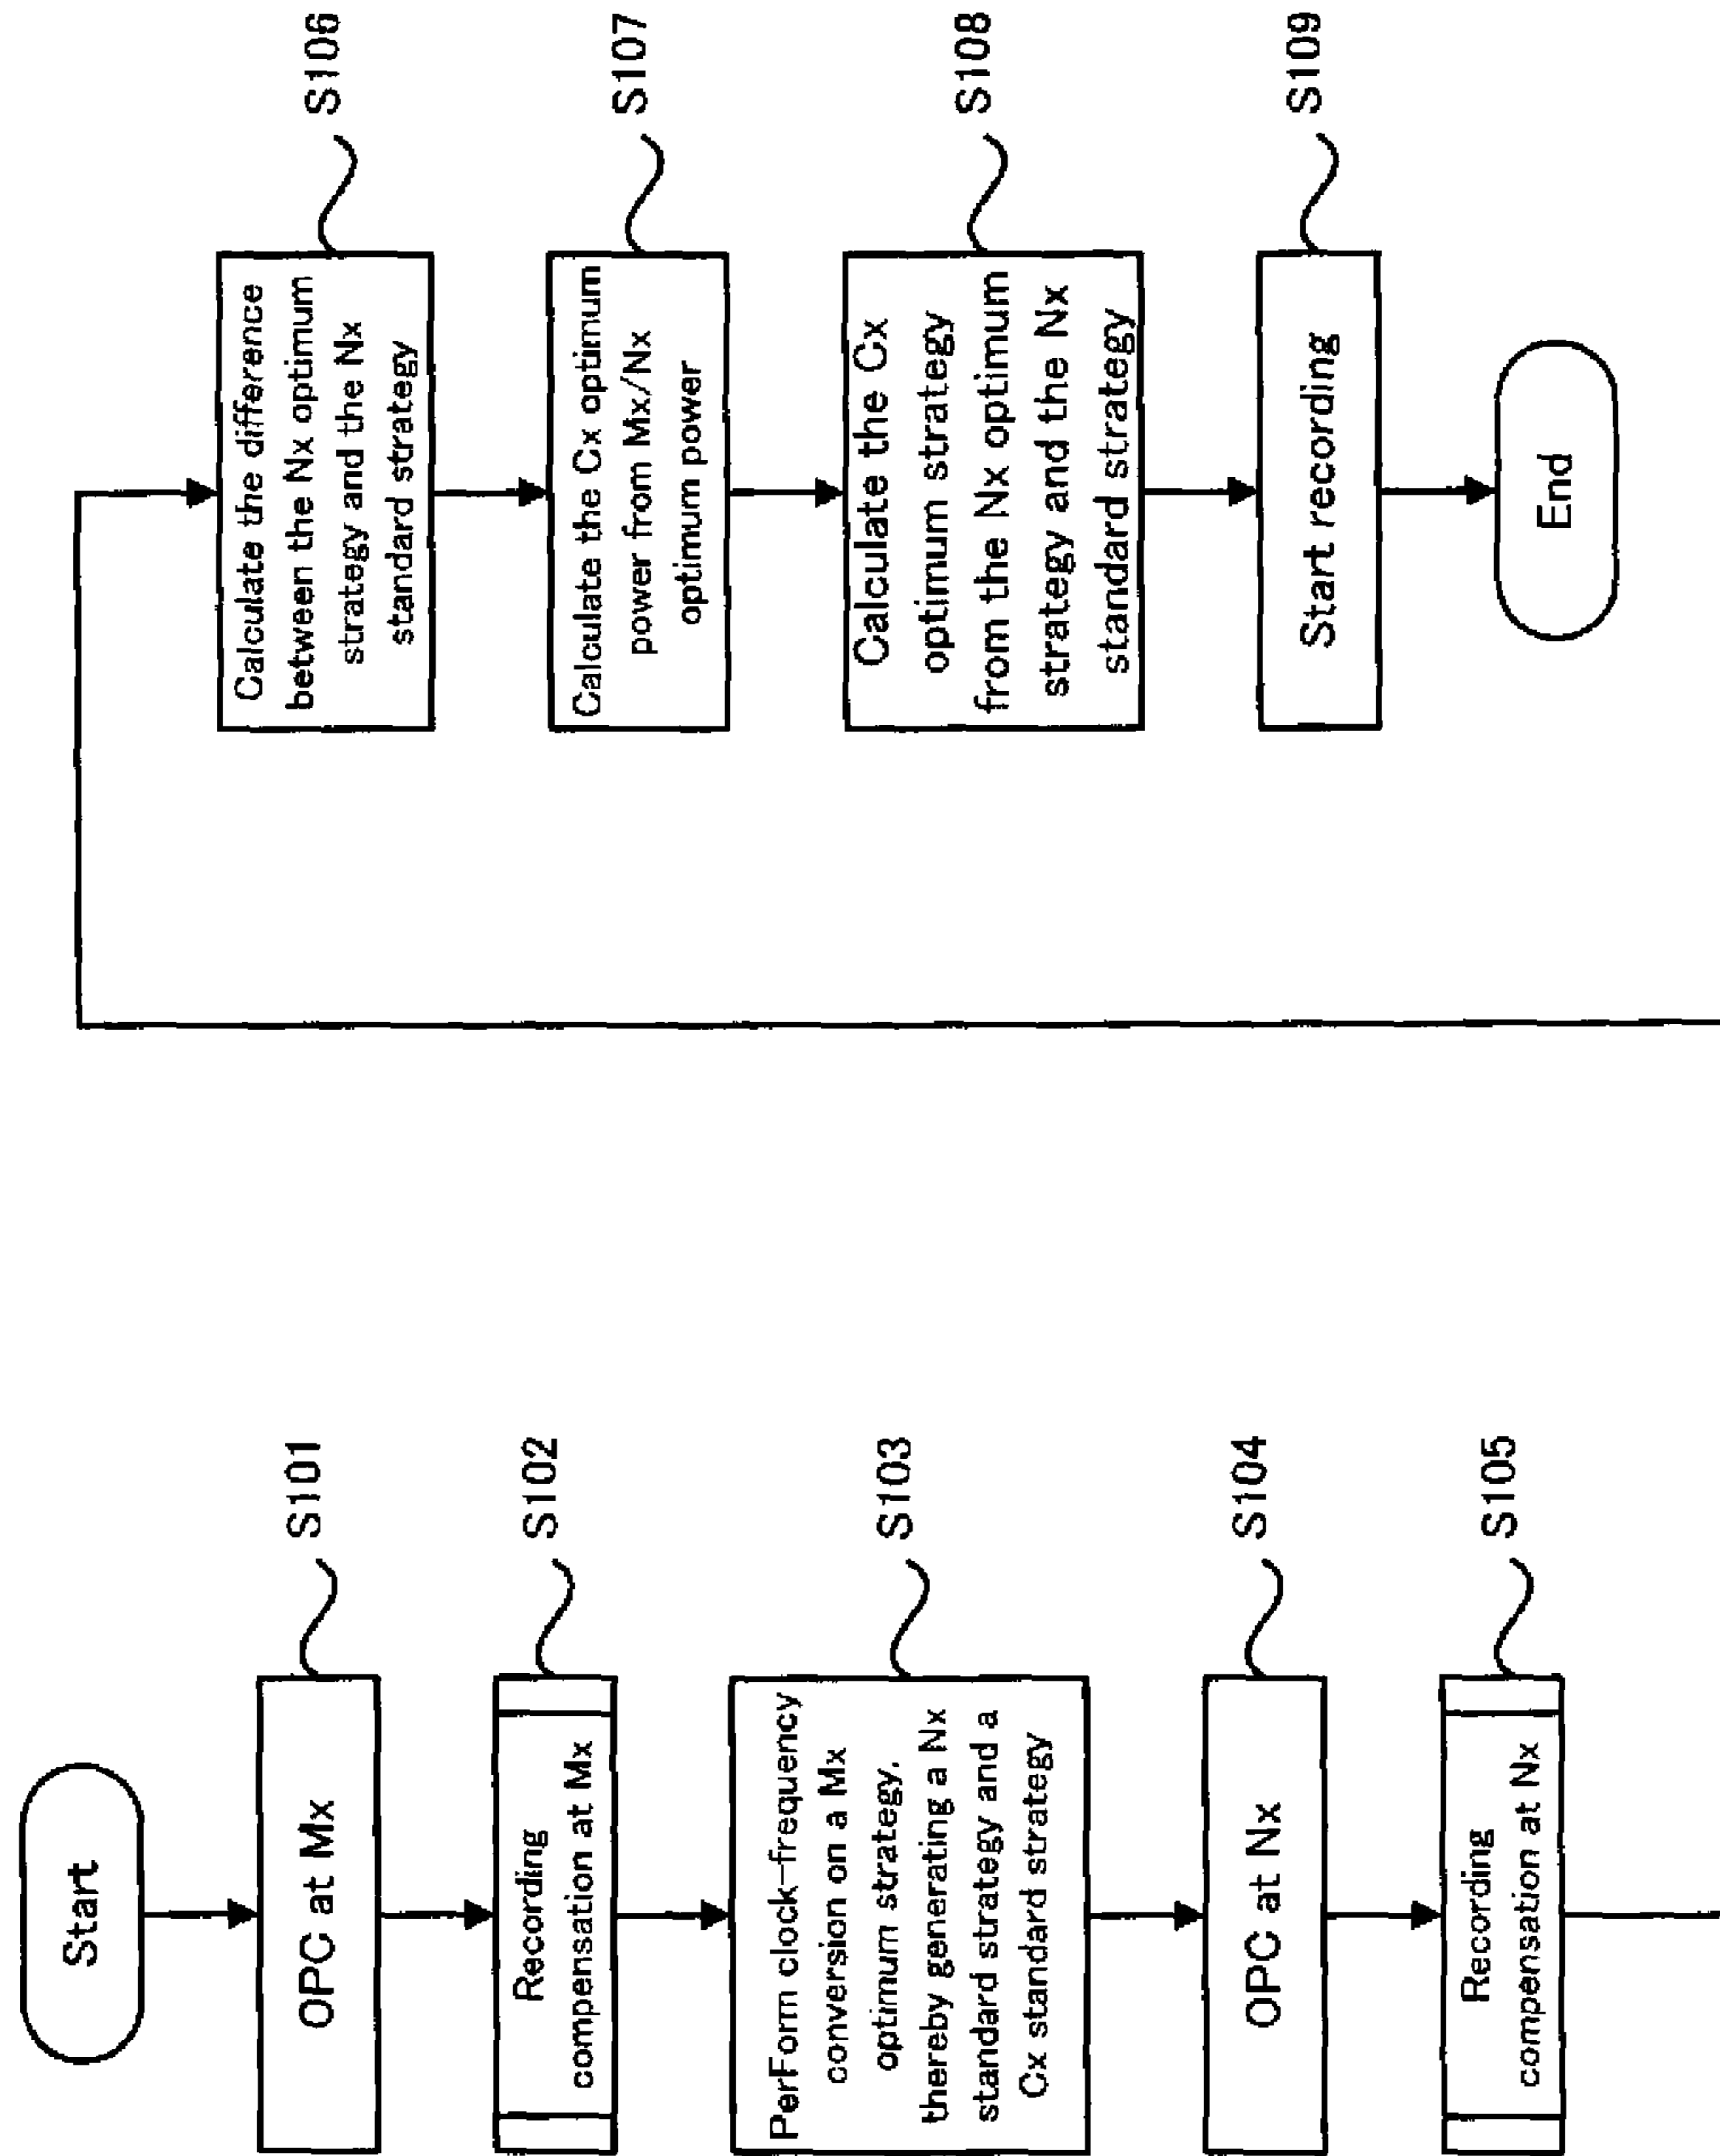 Start
OPC at Mx
S101
Recording
compensation at Mx
S102
PerForm clock-frequency
conversion on a Mx
optimum strategy,
thereby generating a Nx
standard strategy and a
Cx standard strategy
S103
OPC at Nx
S104
Recording
compensation at Nx
S105
Calculate the difference
between the Nx optimum
strategy and the Nx
standard strategy
S106
Calculate the Cx optimum
power from Mx/Nx
optimum power
S107
Calculate the Cx
optimum strategy
from the Nx optimum
strategy and the Nx
standard strategy
S108
Start recording
S109
End